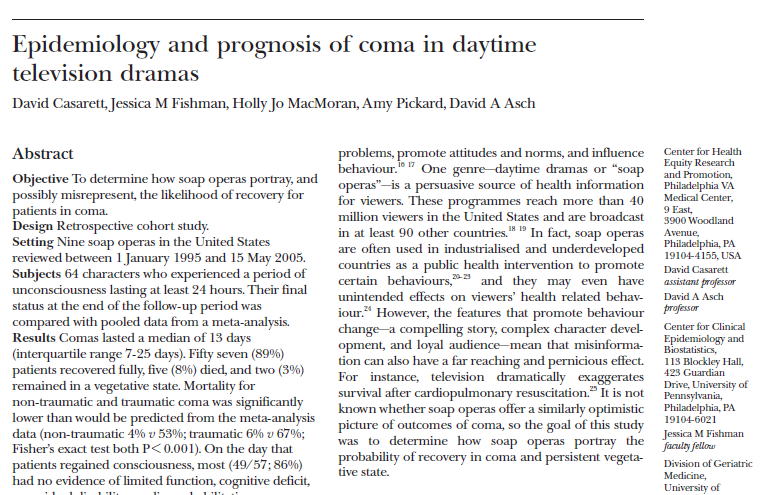 Epidemiology and prognosis of coma in daytime
television dramas
David Casarett, Jessica M Fishman, Holly Jo MacMoran, Amy Pickard, David A Asch
Abstract
Objective To determine how soap operas portray, and
possibly misrepresent, the likelihood of recovery for
patients in coma.
Design Retrospective cohort study.
Setting Nine soap operas in the United States
reviewed between 1 January 1995 and 15 May 2005.
Subjects 64 characters who experienced a period of
unconsciousness lasting at least 24 hours. Their final
status at the end of the follow-up period was
compared with pooled data from a meta-analysis.
Results Comas lasted a median of 13 days
(interquartile range 7-25 days). Fifty seven (89%)
patients recovered fully, five (8%) died, and two (3%)
remained in a vegetative state. Mortality for
non-traumatic and traumatic coma was significantly
lower than would be predicted from the meta-analysis
data (non-traumatic 4% v 53%; traumatic 6% v 67%;
Fisher's exact test both P < 0.001). On the day that
patients regained consciousness, most (49/57; 86%)
had no evidence of limited function, cognitive deficit,
problems, promote attitudes and norms, and influence
behaviour.16 17 One genre—daytime dramas or “soap
operas”—is a persuasive source of health information
for viewers. These programmes reach more than 40
million viewers in the United States and are broadcast
in at least 90 other countries.18 19 In fact, soap operas
are often used in industrialised and underdeveloped
countries as a public health intervention to promote
certain behaviours,20-23 and they may even have
unintended effects on viewers’ health related behav-
iour.24 However, the features that promote behaviour
change—a compelling story, complex character devel-
opment, and loyal audience—mean that misinforma-
tion can also have a far reaching and pernicious effect.
For instance, television dramatically exaggerates
survival after cardiopulmonary resuscitation.25 It is not
known whether soap operas offer a similarly optimistic
picture of outcomes of coma, so the goal of this study
was to determine how soap operas portray the
probability of recovery in coma and persistent vegeta-
tive state.
Center for Health
Equity Research
and Promotion,
Philadelphia VA
Medical Center,
9 East,
3900 Woodland
Avenue,
Philadelphia, PA
19104-4155, USA
David Casarett
assistant professor
David A Asch
professor
Center for Clinical
Epidemiology and
Biostatistics,
113 Blockley Hall,
423 Guardian
Drive, University of
Pennsylvania,
Philadelphia, PA
19104-6021
Jessica M Fishman
faculty fellow
Division of Geriatric
Medicine,
University of